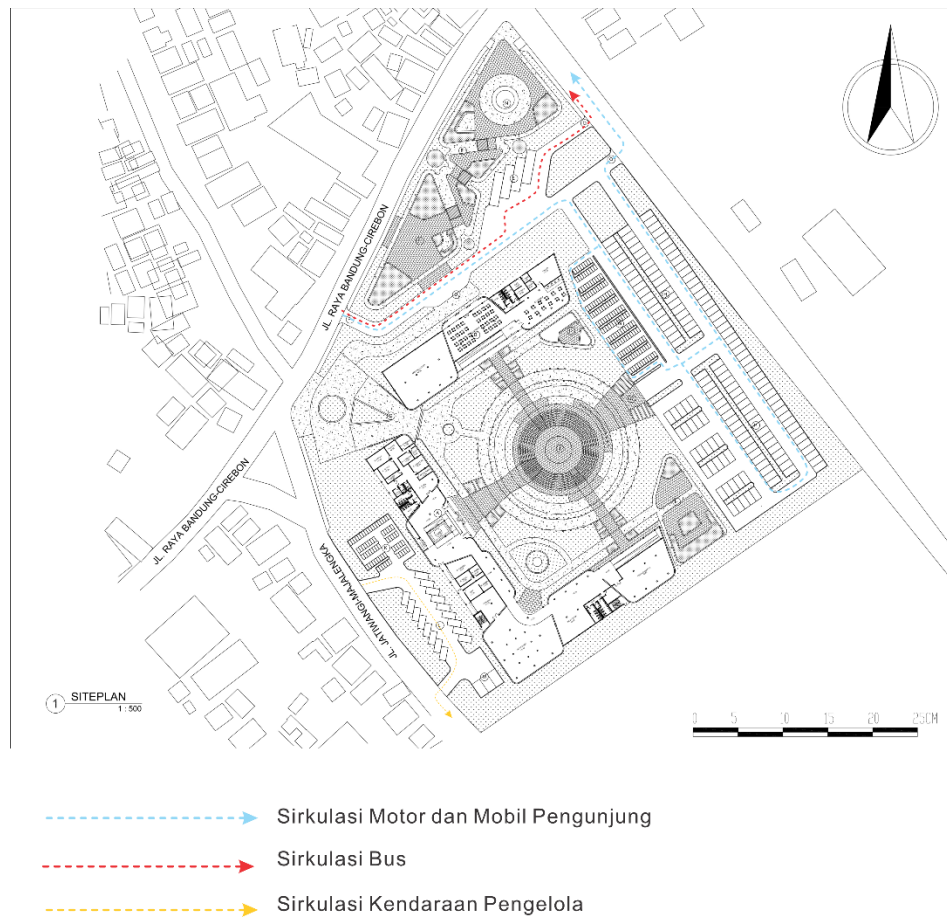 JL. RAYA BANDUNG-CIREBON
JL. RAYA BANDUNG-CIREBON
JL. JATIWANGI-MAJALENGKA
1 SITEPLAN
1 : 500
0 5 10 15 20 25CM
Sirkulasi Motor dan Mobil Pengunjung
Sirkulasi Bus
Sirkulasi Kendaraan Pengelola